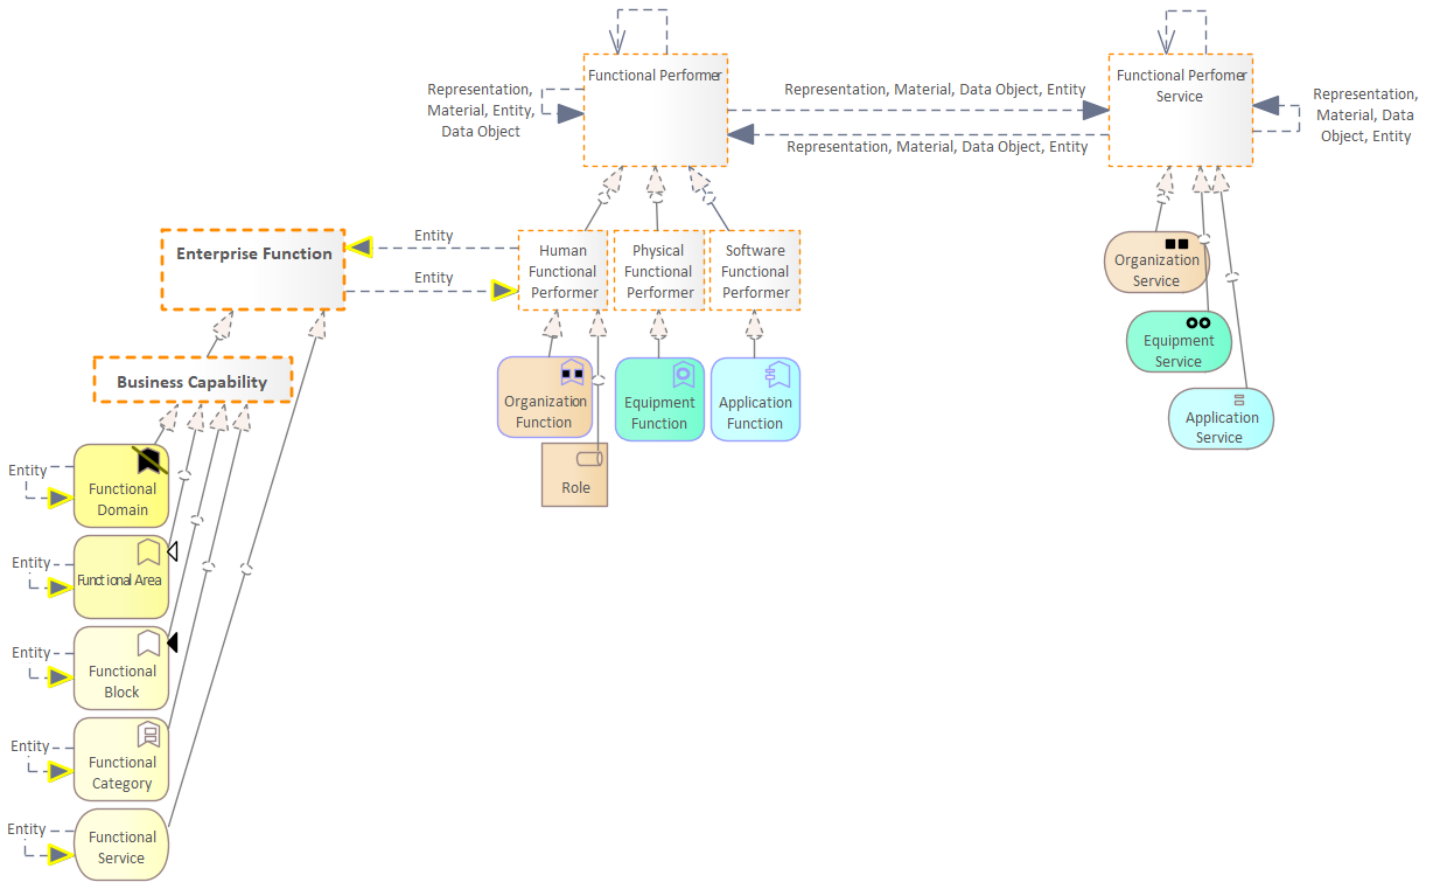 Functional Perfomer
Representation,
Material, Entity,
Data Object
Representation, Material, Data Object, Entity
Representation, Material, Data Object, Entity
Functional Perfomer
Service
Representation,
Material, Data
Object, Entity
Enterprise Function
Entity
Entity
Human
Functional
Performer
Physical
Functional
Performer
Software
Functional
Performer
Organization
Service
Equipment
Service
Application
Service
Business Capability
Organization
Function
Equipment
Function
Application
Function
Role
Entity
Functional
Domain
Entity
Functional Area
Entity
Functional
Block
Entity
Functional
Category
Entity
Functional
Service